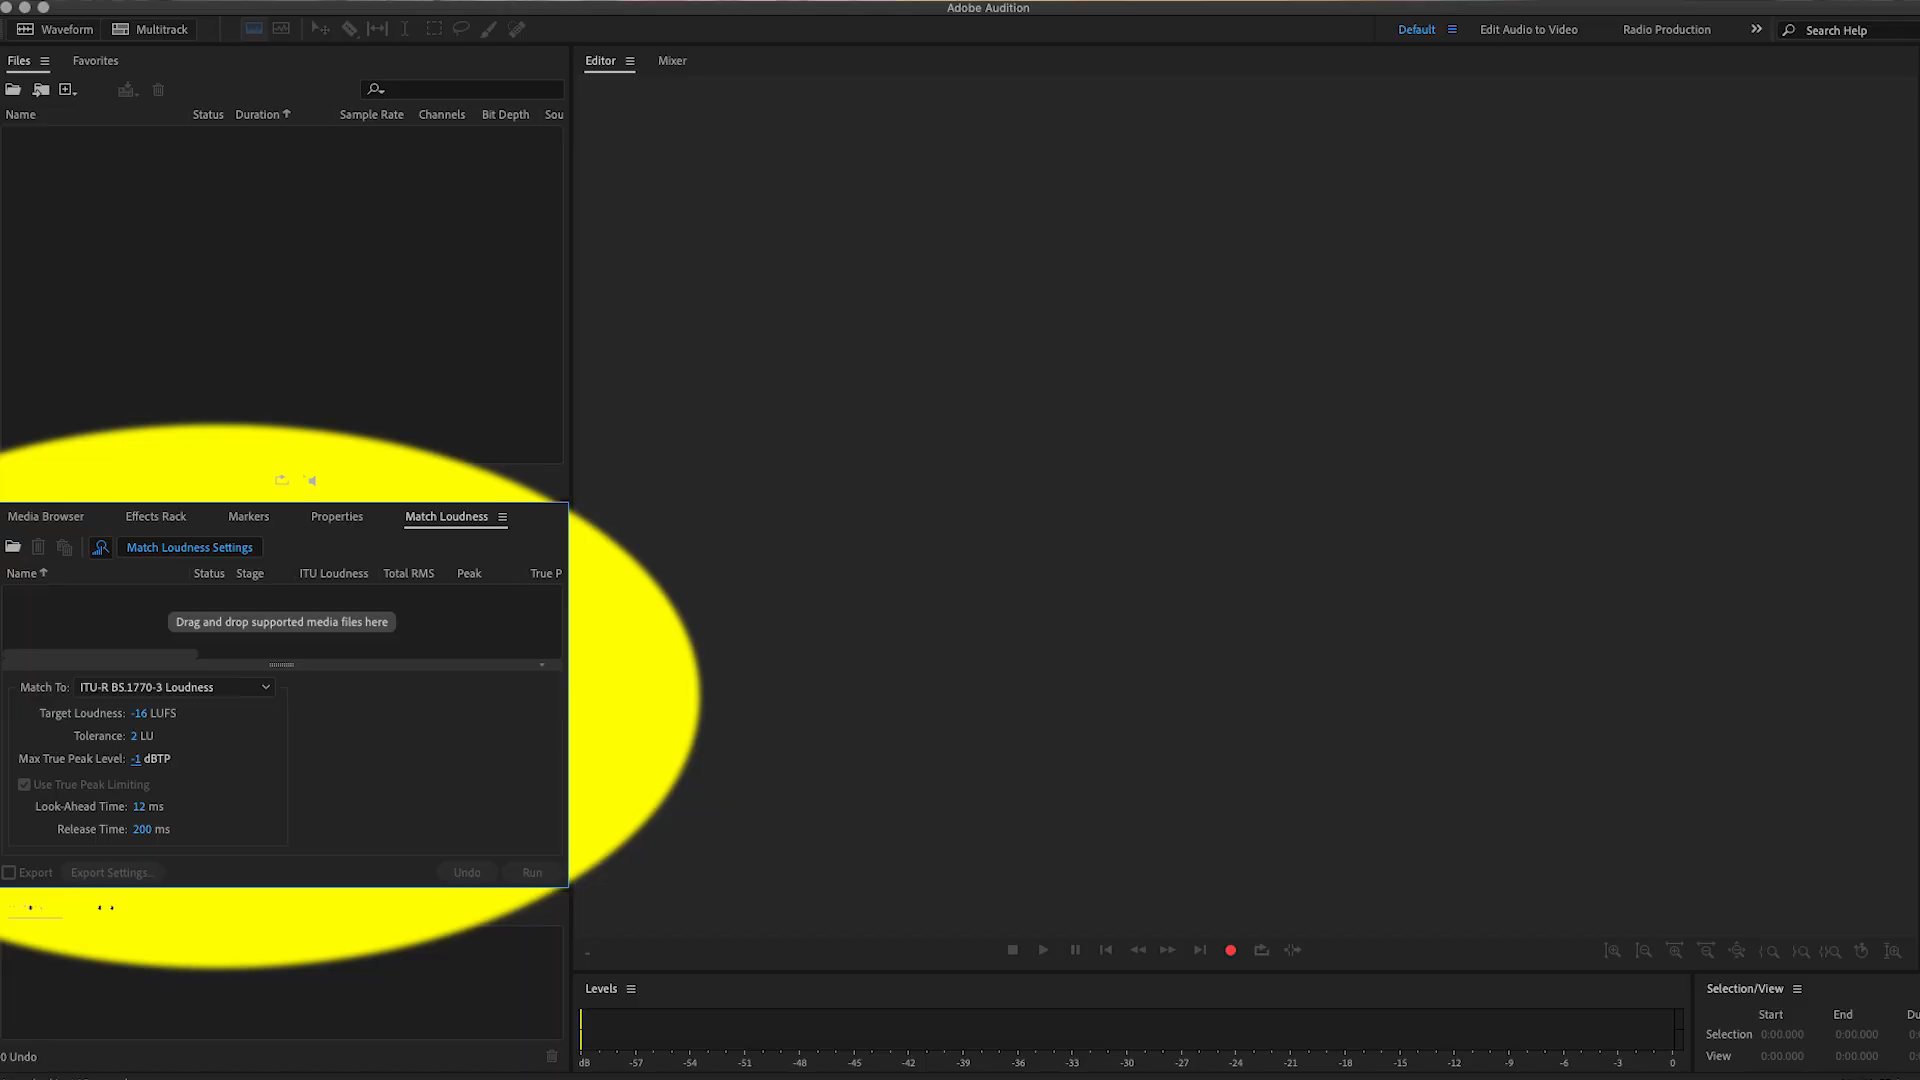 Adobe Audition
Waveform Multitrack Default Edit Audio to Video Radio Production Search Help
Files Favorites Editor Mixer
Name Status Duration Sample Rate Channels Bit Depth Sou
Media Browser Effects Rack Markers Properties Match Loudness
Match Loudness Settings
Name Status Stage ITU Loudness Total RMS Peak True P
Drag and drop supported media files here
Match To: ITU-R BS.1770-3 Loudness
Target Loudness: -16 LUFS
Tolerance: 2 LU
Max True Peak Level: -1 dBTP
Use True Peak Limiting
Look-Ahead Time: 12 ms
Release Time: 200 ms
Export Export Settings... Undo Run
Levels Selection/View
Start End Du
Selection 0:00.000 0:00.000 0:
View 0:00.000 0:00.000 0:
dB -57 -54 -51 -48 -45 -42 -39 -36 -33 -30 -27 -24 -21 -18 -15 -12 -9 -6 -3 0
0 Undo